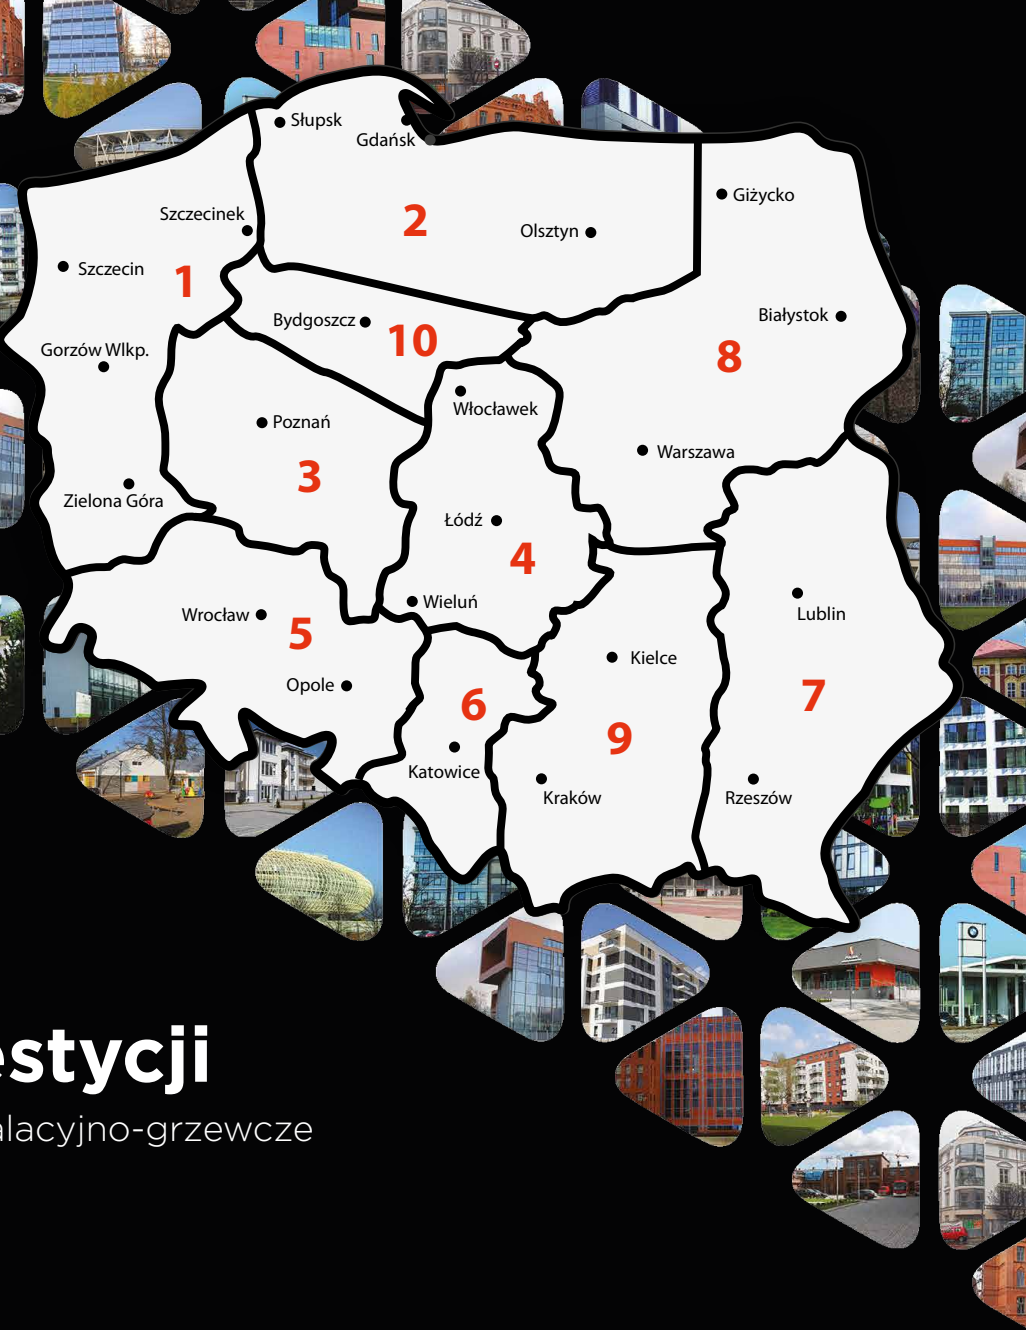 Słupsk
Gdańsk
Giżycko
Szczecinek
2
Olsztyn
Szczecin
1
Białystok
Bydgoszcz
10
Gorzów Wlkp.
8
Włocławek
Poznań
Warszawa
3
Zielona Góra
Łódź
4
Wieluń
Wrocław
5
Lublin
Kielce
Opole
7
6
9
Katowice
Kraków
Rzeszów
estycji
alacyjno-grzewcze